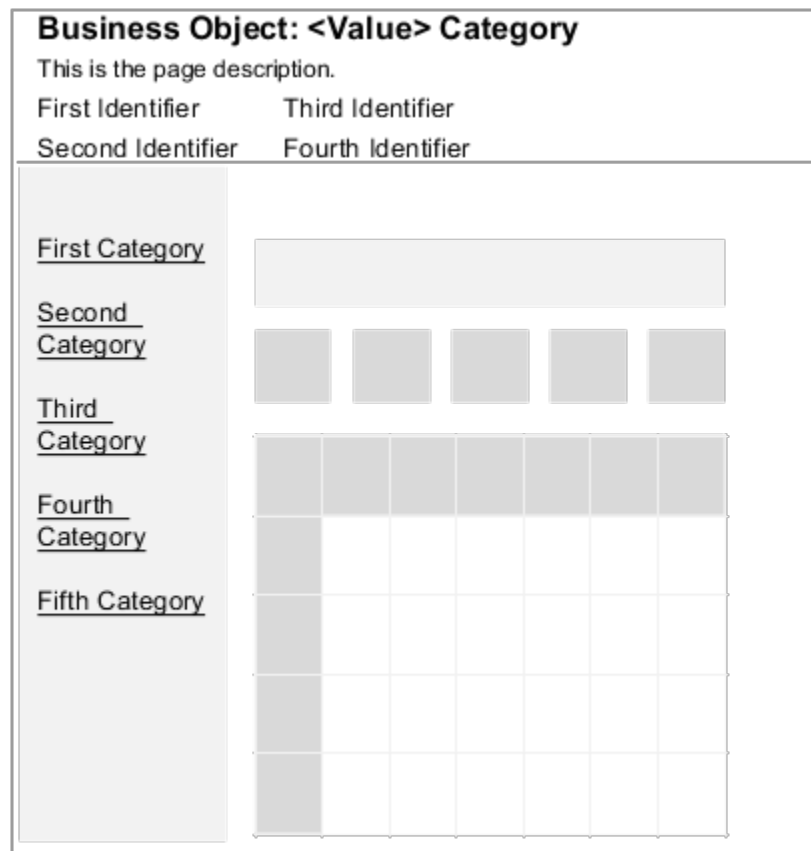 Business Object: <Value> Category
This is the page description.
First Identifier Third Identifier
Second Identifier Fourth Identifier
First Category
Second
Category
Third
Category
Fourth
Category
Fifth Category